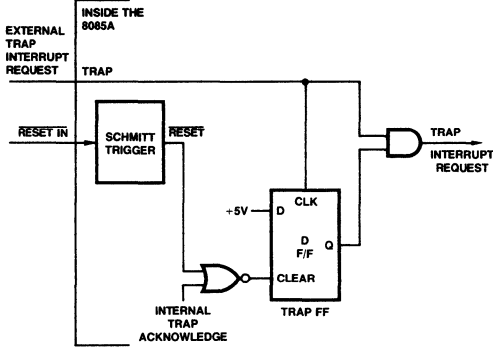 INSIDE THE
8085A
EXTERNAL
TRAP
INTERRUPT
REQUEST
TRAP
RESET IN
SCHMITT
TRIGGER
RESET
TRAP
INTERRUPT
REQUEST
CLK
+5V
D
D
F/F
Q
CLEAR
TRAP FF
INTERNAL
TRAP
ACKNOWLEDGE